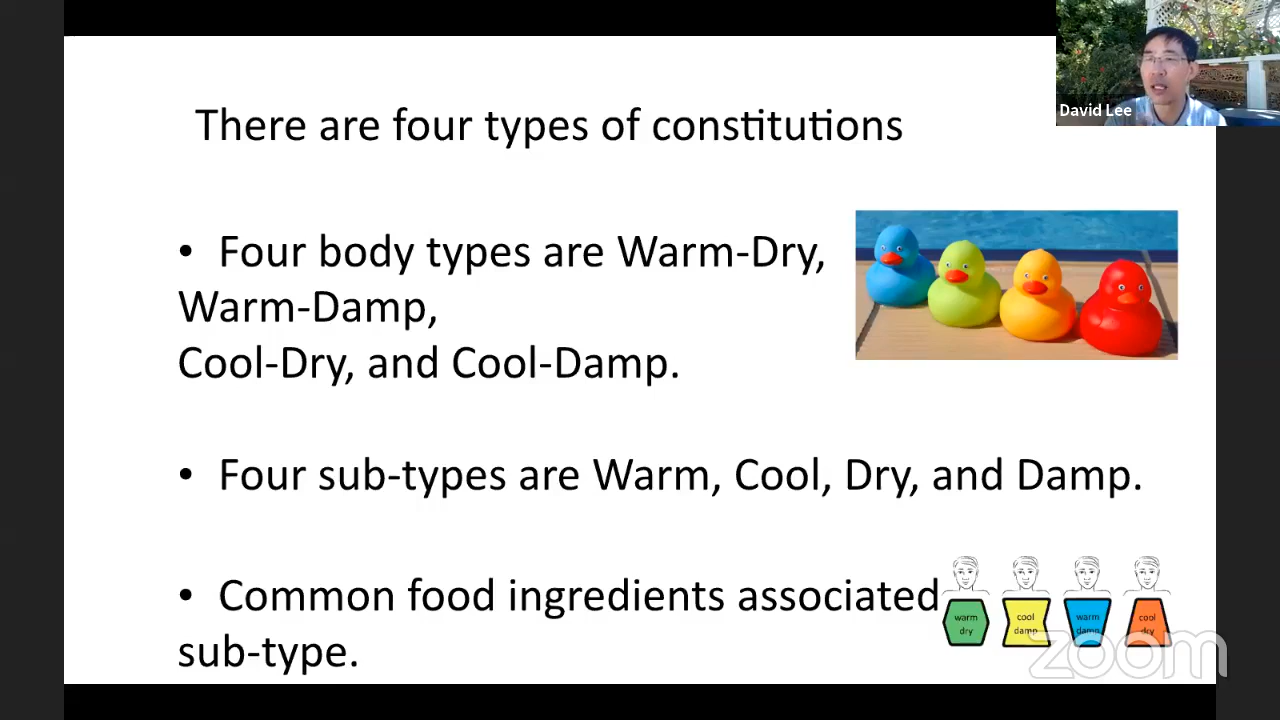 There are four types of constitutions
David Lee
• Four body types are Warm-Dry,
Warm-Damp,
Cool-Dry, and Cool-Damp.
• Four sub-types are Warm, Cool, Dry, and Damp.
• Common food ingredients associated
sub-type.
warm
dry
cool
damp
warm
damp
cool
dry
zoom